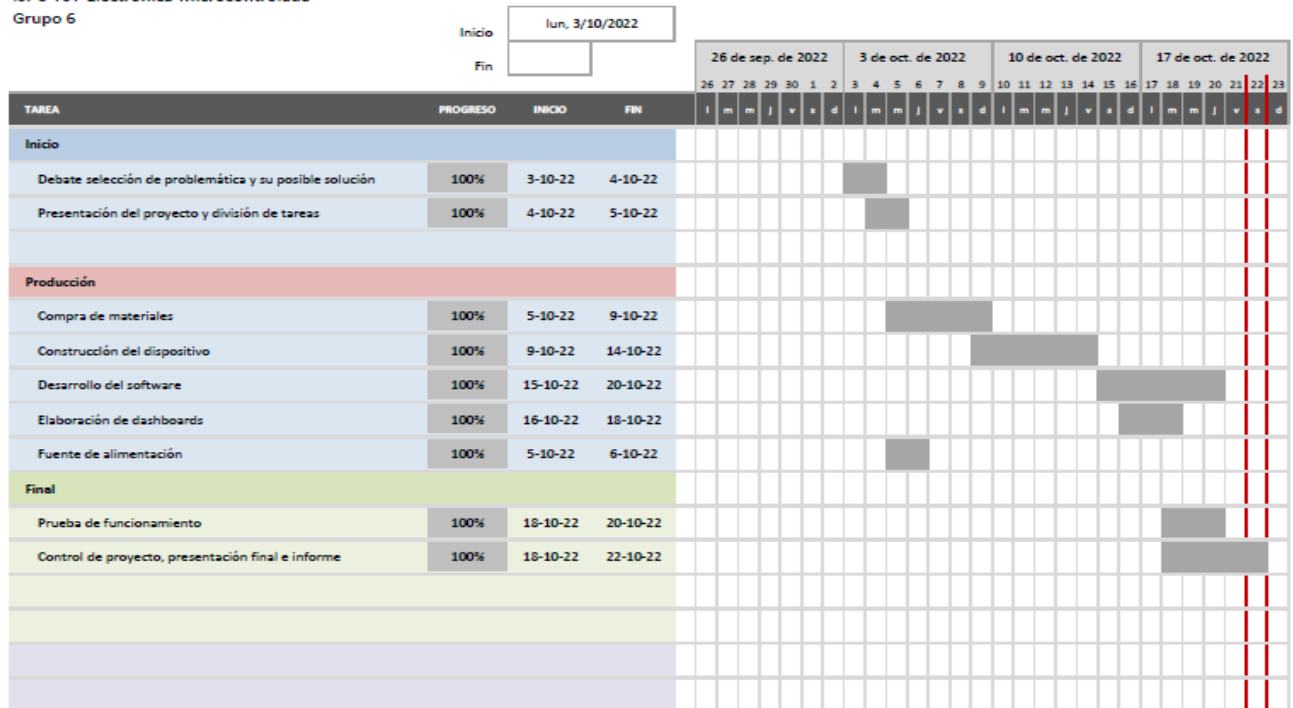 Grupo 6
Inicio lun, 3/10/2022
Fin
26 de sep. de 2022 3 de oct. de 2022 10 de oct. de 2022 17 de oct. de 2022
26 27 28 29 30 1 2 3 4 5 6 7 8 9 10 11 12 13 14 15 16 17 18 19 20 21 22 23
TAREA PROGRESO INICIO FIN l m m j v s d l m m j v s d l m m j v s d l m m j v s d
Inicio
Debate selección de problemática y su posible solución 100% 3-10-22 4-10-22
Presentación del proyecto y división de tareas 100% 4-10-22 5-10-22
Producción
Compra de materiales 100% 5-10-22 9-10-22
Construcción del dispositivo 100% 9-10-22 14-10-22
Desarrollo del software 100% 15-10-22 20-10-22
Elaboración de dashboards 100% 16-10-22 18-10-22
Fuente de alimentación 100% 5-10-22 6-10-22
Final
Prueba de funcionamiento 100% 18-10-22 20-10-22
Control de proyecto, presentación final e informe 100% 18-10-22 22-10-22